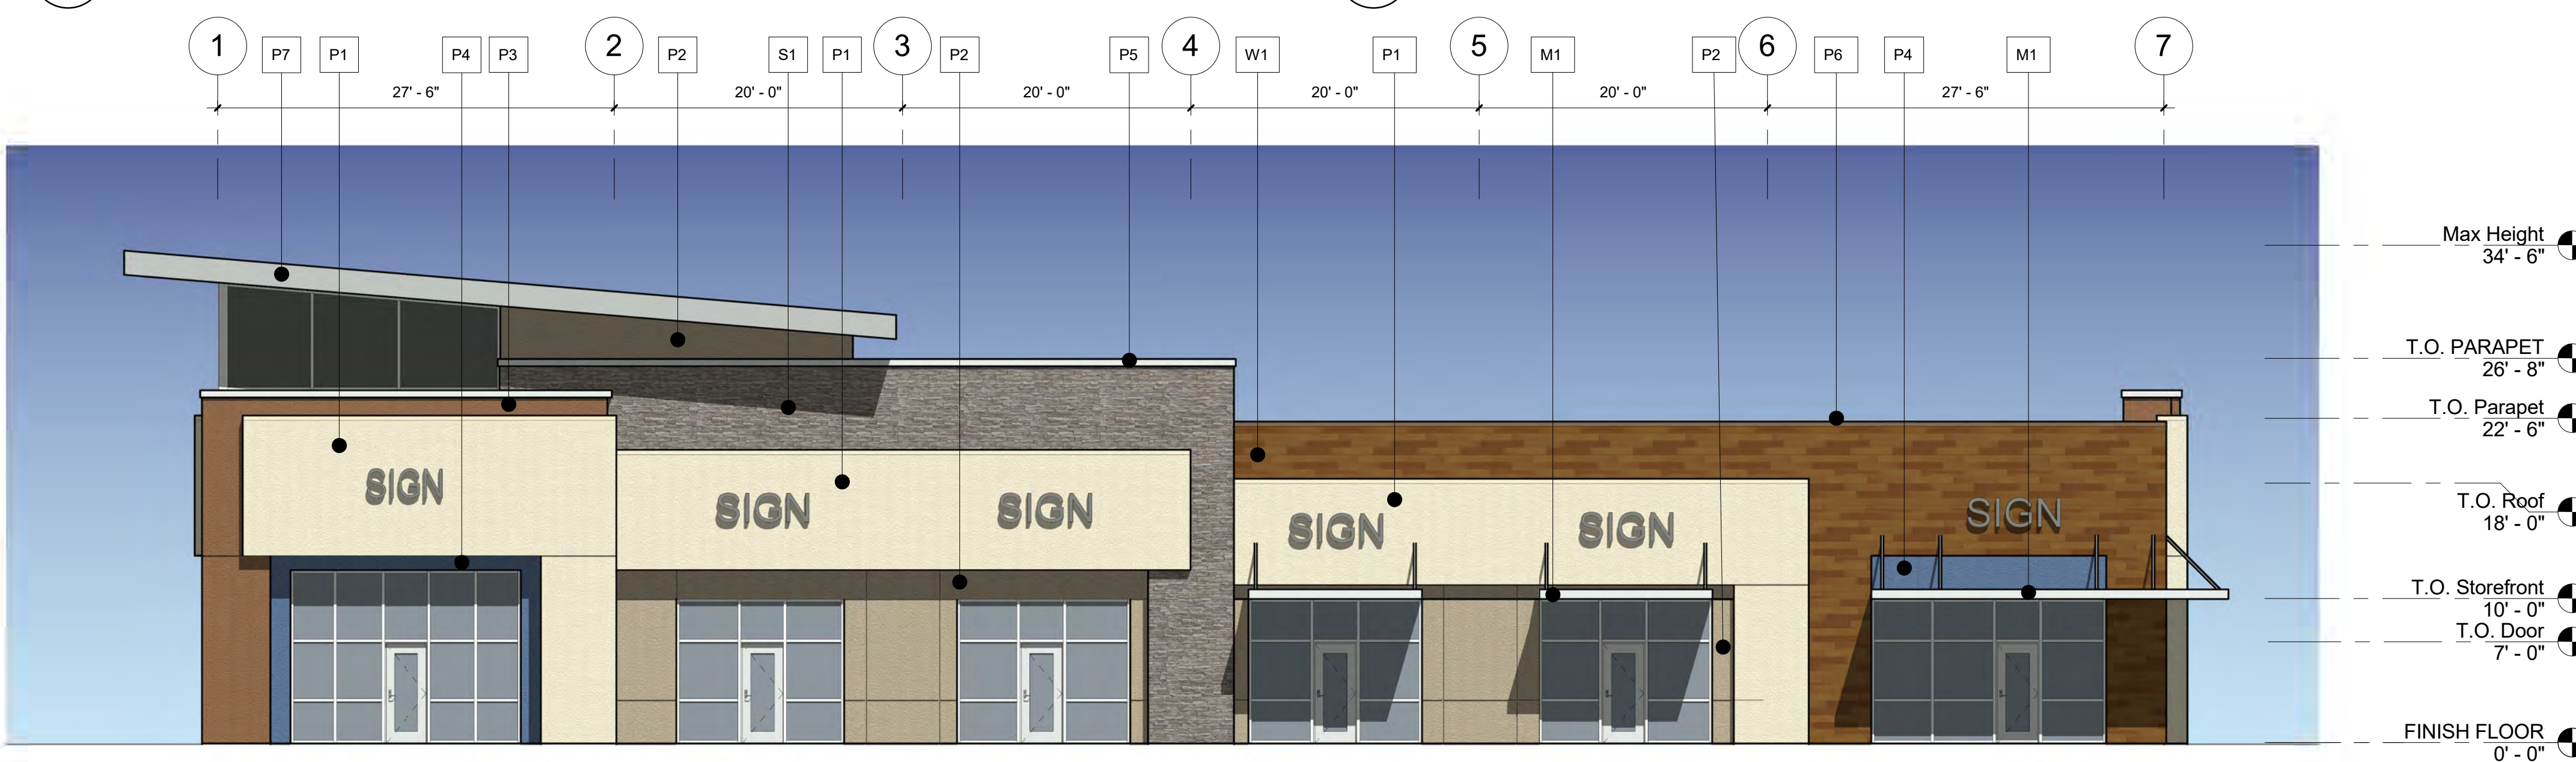 1 P7 P1 P4 P3 2 P2 S1 P1 3 P2 P5 4 W1 P1 5 M1 P2 6 P6 P4 M1 7
27' - 6" 20' - 0" 20' - 0" 20' - 0" 20' - 0" 27' - 6"
Max Height
34' - 6"
T.O. PARAPET
26' - 8"
T.O. Parapet
22' - 6"
SIGN SIGN SIGN SIGN SIGN SIGN
T.O. Roof
18' - 0"
T.O. Storefront
10' - 0"
T.O. Door
7' - 0"
FINISH FLOOR
0' - 0"